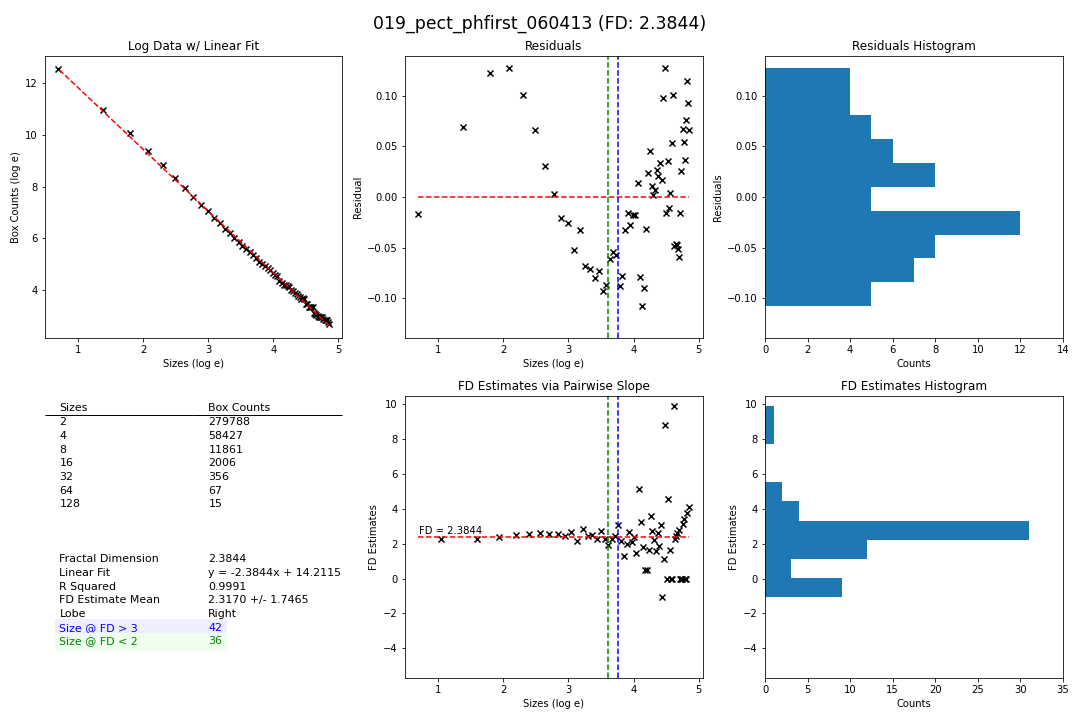 019_pect_phfirst_060413 (FD: 2.3844)
Log Data w/ Linear Fit
Box Counts (log e)
12
10
8
6
4
1 2 3 4 5
Sizes (log e)
Residuals
Residual
0.10
0.05
0.00
−0.05
−0.10
1 2 3 4 5
Sizes (log e)
Residuals Histogram
Residuals
0.10
0.05
0.00
−0.05
−0.10
0 2 4 6 8 10 12 14
Counts
Sizes Box Counts
2 279788
4 58427
8 11861
16 2006
32 356
64 67
128 15
Fractal Dimension 2.3844
Linear Fit y = -2.3844x + 14.2115
R Squared 0.9991
FD Estimate Mean 2.3170 +/- 1.7465
Lobe Right
Size @ FD > 3 42
Size @ FD < 2 36
FD Estimates via Pairwise Slope
FD Estimates
10
8
6
4
2
0
−2
−4
FD = 2.3844
1 2 3 4 5
Sizes (log e)
FD Estimates Histogram
FD Estimates
10
8
6
4
2
0
−2
−4
0 5 10 15 20 25 30 35
Counts